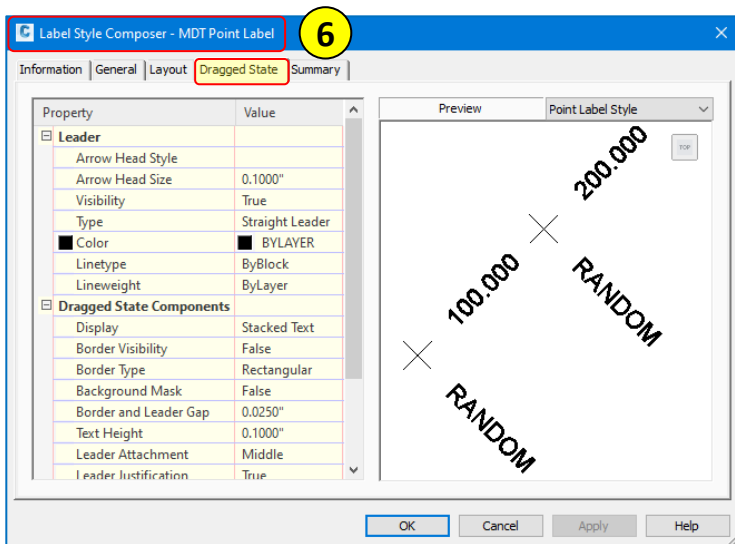 Label Style Composer - MDT Point Label
6
Information General Layout Dragged State Summary
Property Value
Leader
Arrow Head Style
Arrow Head Size 0.1000"
Visibility True
Type Straight Leader
Color BYLAYER
Linetype ByBlock
Lineweight ByLayer
Dragged State Components
Display Stacked Text
Border Visibility False
Border Type Rectangular
Background Mask False
Border and Leader Gap 0.0250"
Text Height 0.1000"
Leader Attachment Middle
Leader Justification True
Preview Point Label Style
TOP
200.000
RANDOM
100.000
RANDOM
OK Cancel Apply Help